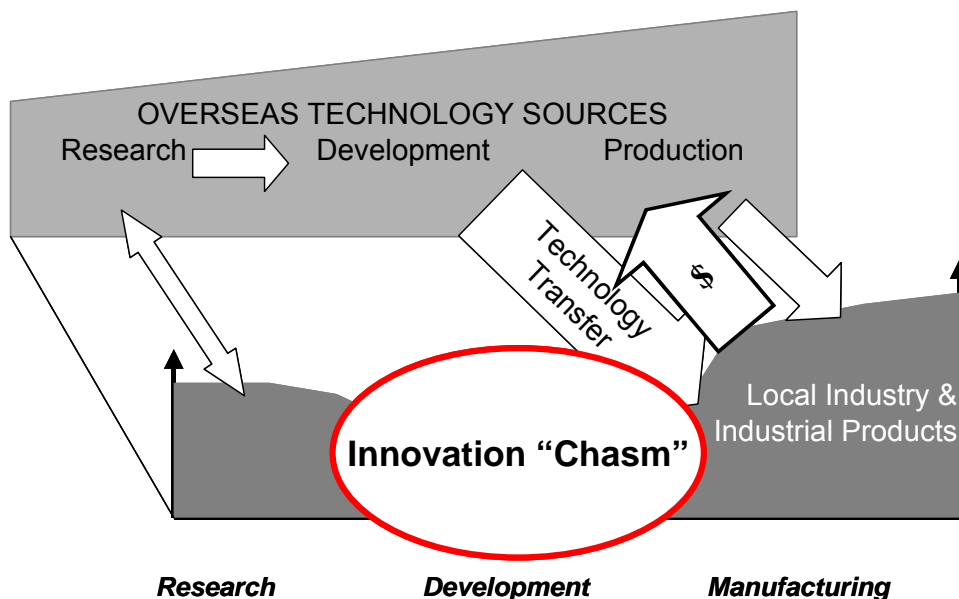 OVERSEAS TECHNOLOGY SOURCES
Research
Development
Production
Technology
Transfer
$
Local Industry &
Industrial Products
Innovation “Chasm”
Research
Development
Manufacturing